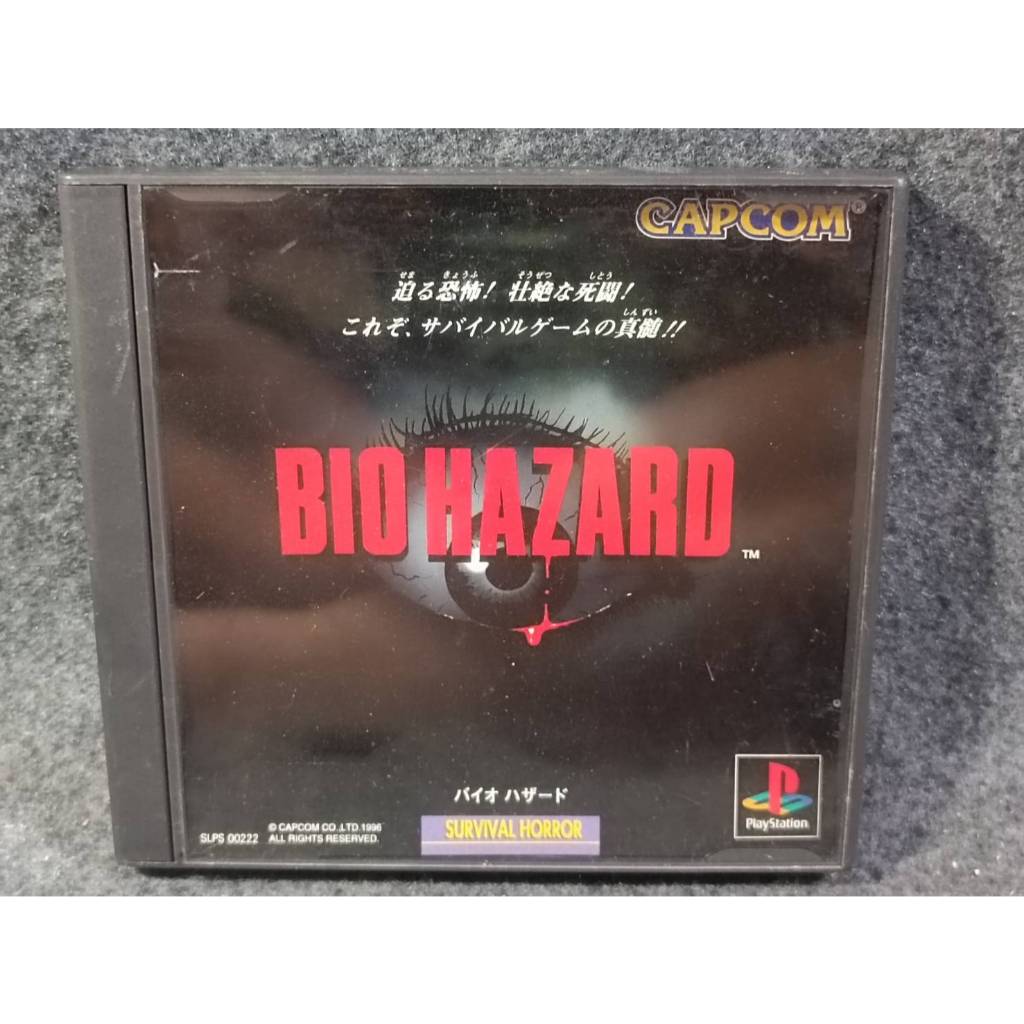 CAPCOM®
迫る恐怖! 壮絶な死闘!
これぞ、サバイバルゲームの真髄!!
BIO HAZARD™
バイオ ハザード
SURVIVAL HORROR
SLPS 00222
© CAPCOM CO.,LTD.1996
ALL RIGHTS RESERVED.
PlayStation